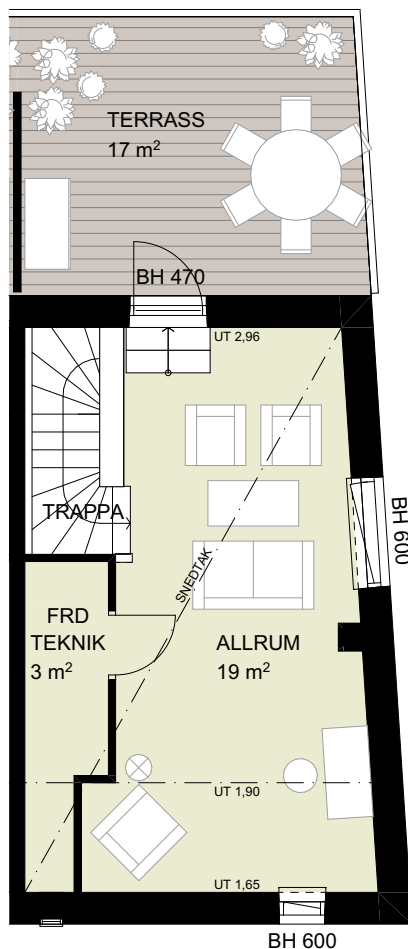 TERRASS
17 m²
BH 470
UT 2,96
TRAPPA
BH 600
SNEDTAK
FRD
TEKNIK
3 m²
ALLRUM
19 m²
UT 1,90
UT 1,65
BH 600